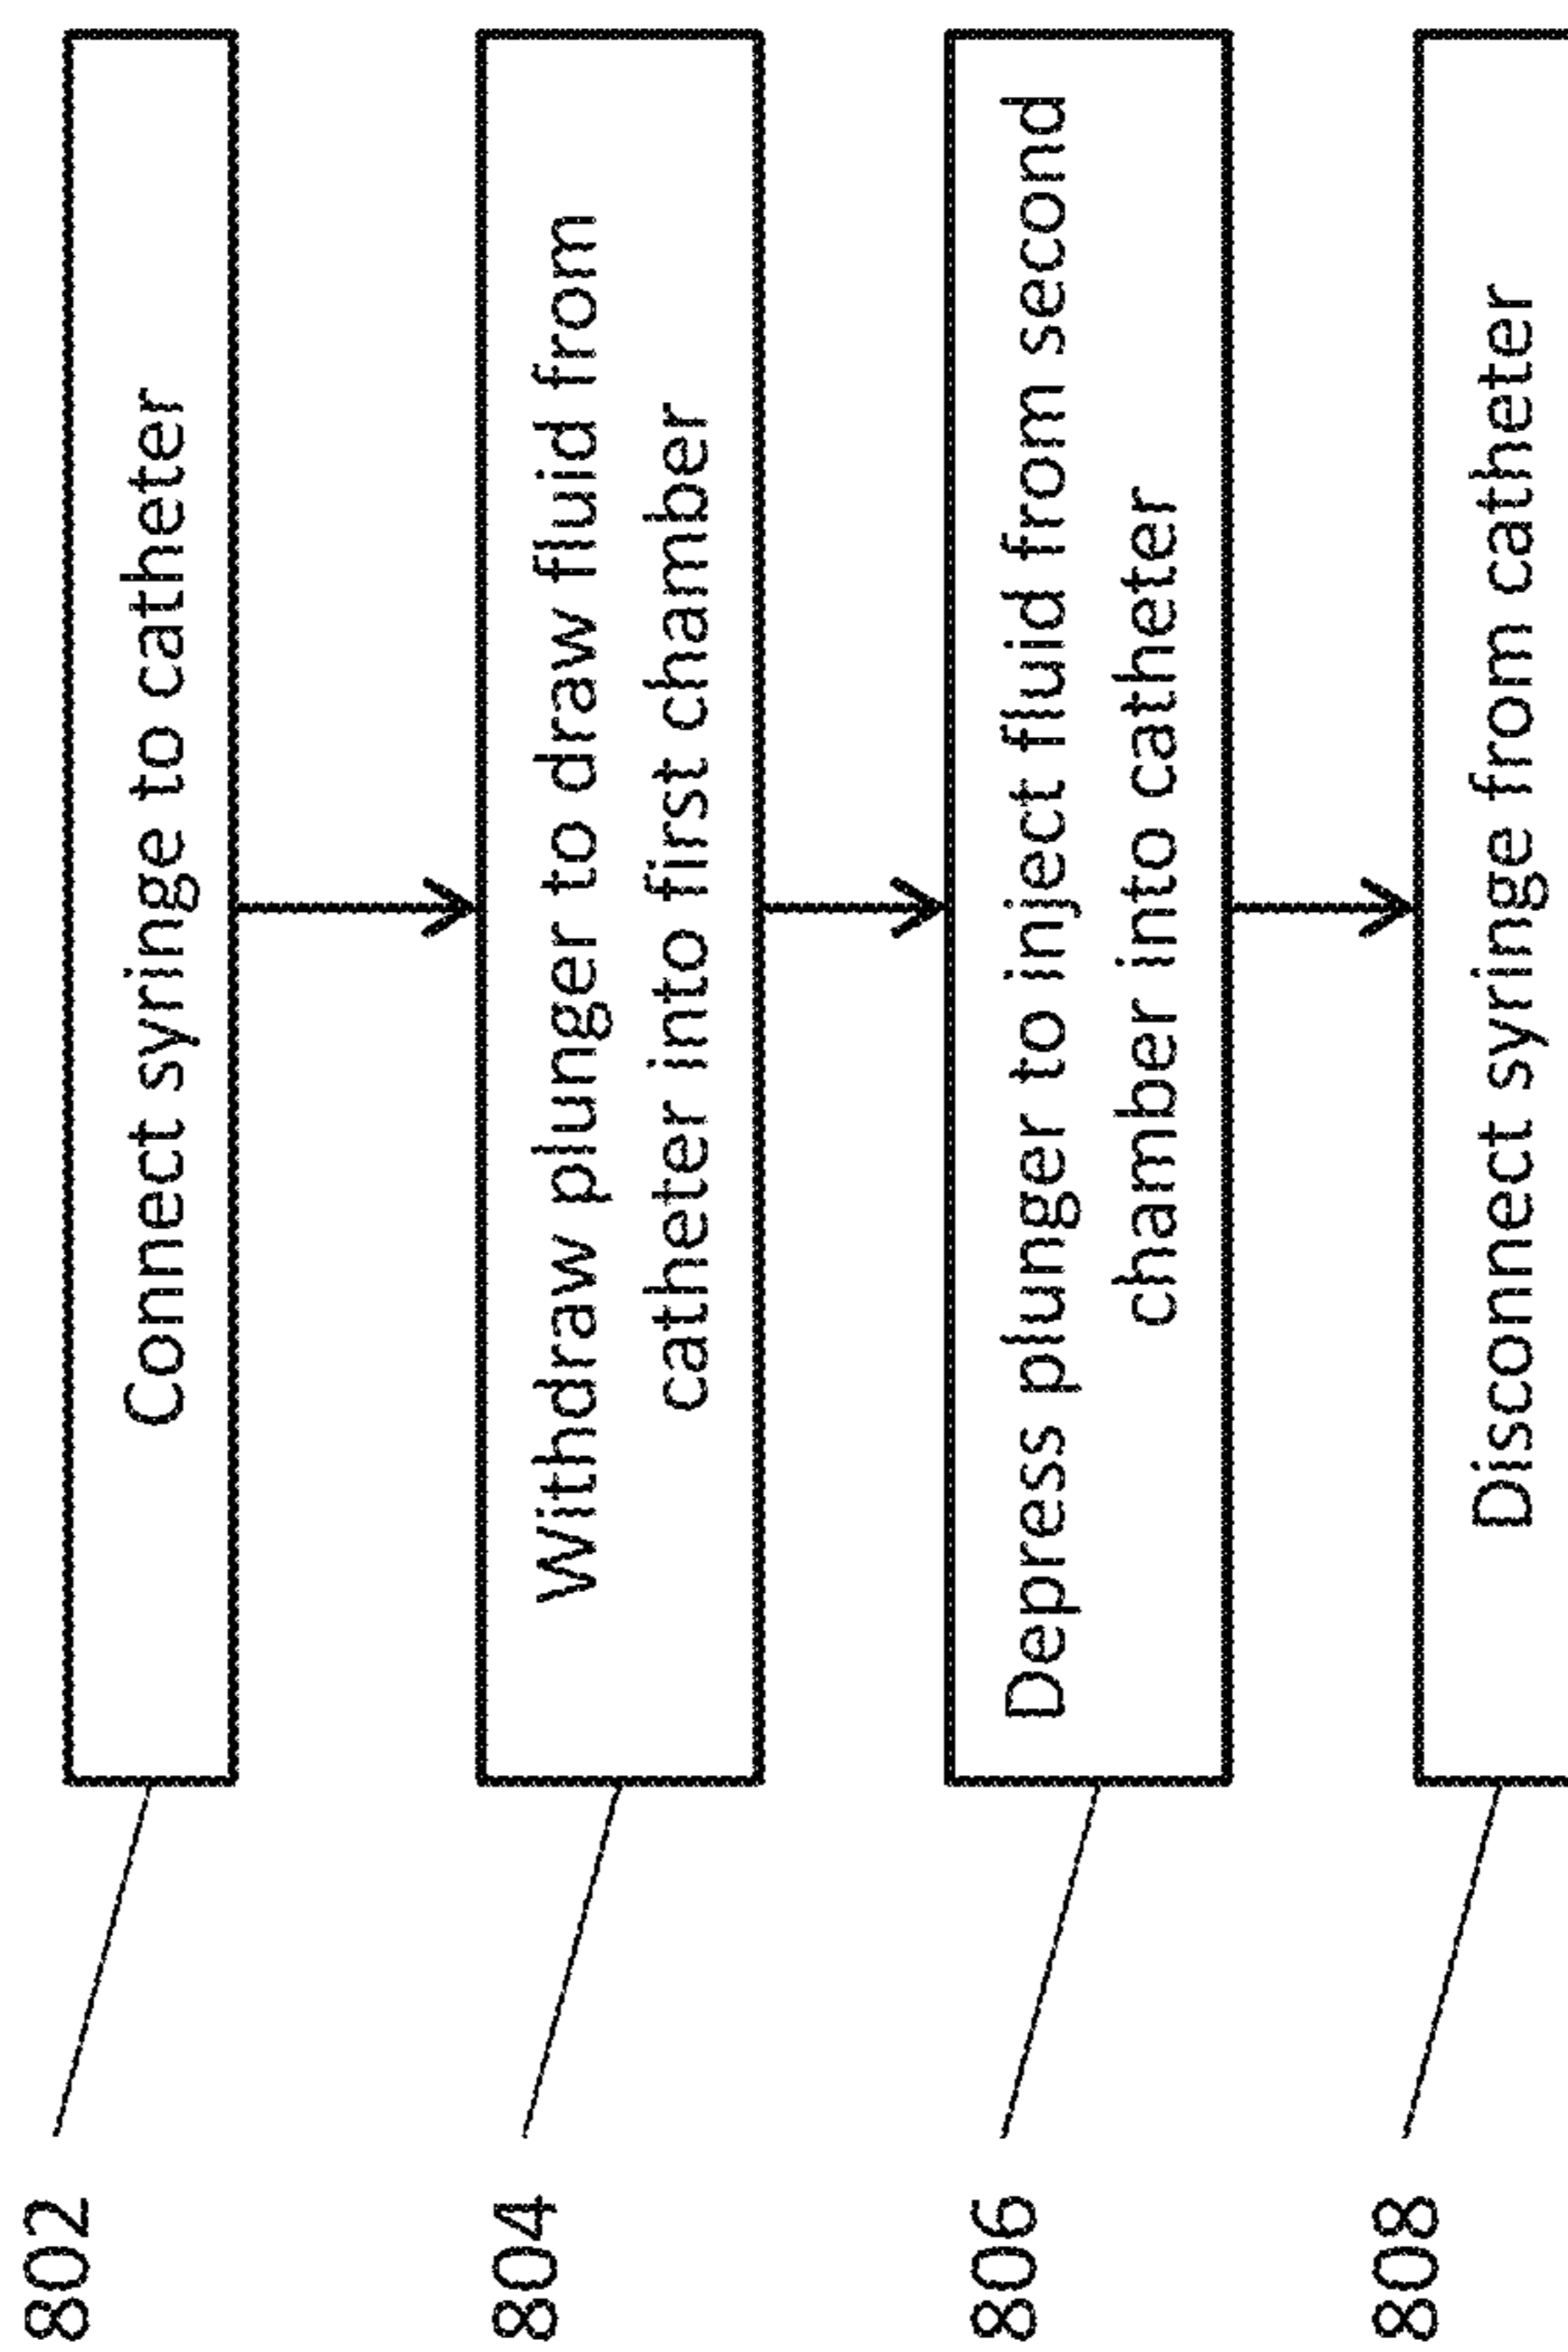 802
Connect syringe to catheter
804
Withdraw plunger to draw fluid from
catheter into first chamber
806
Depress plunger to inject fluid from second
chamber into catheter
808
Disconnect syringe from catheter